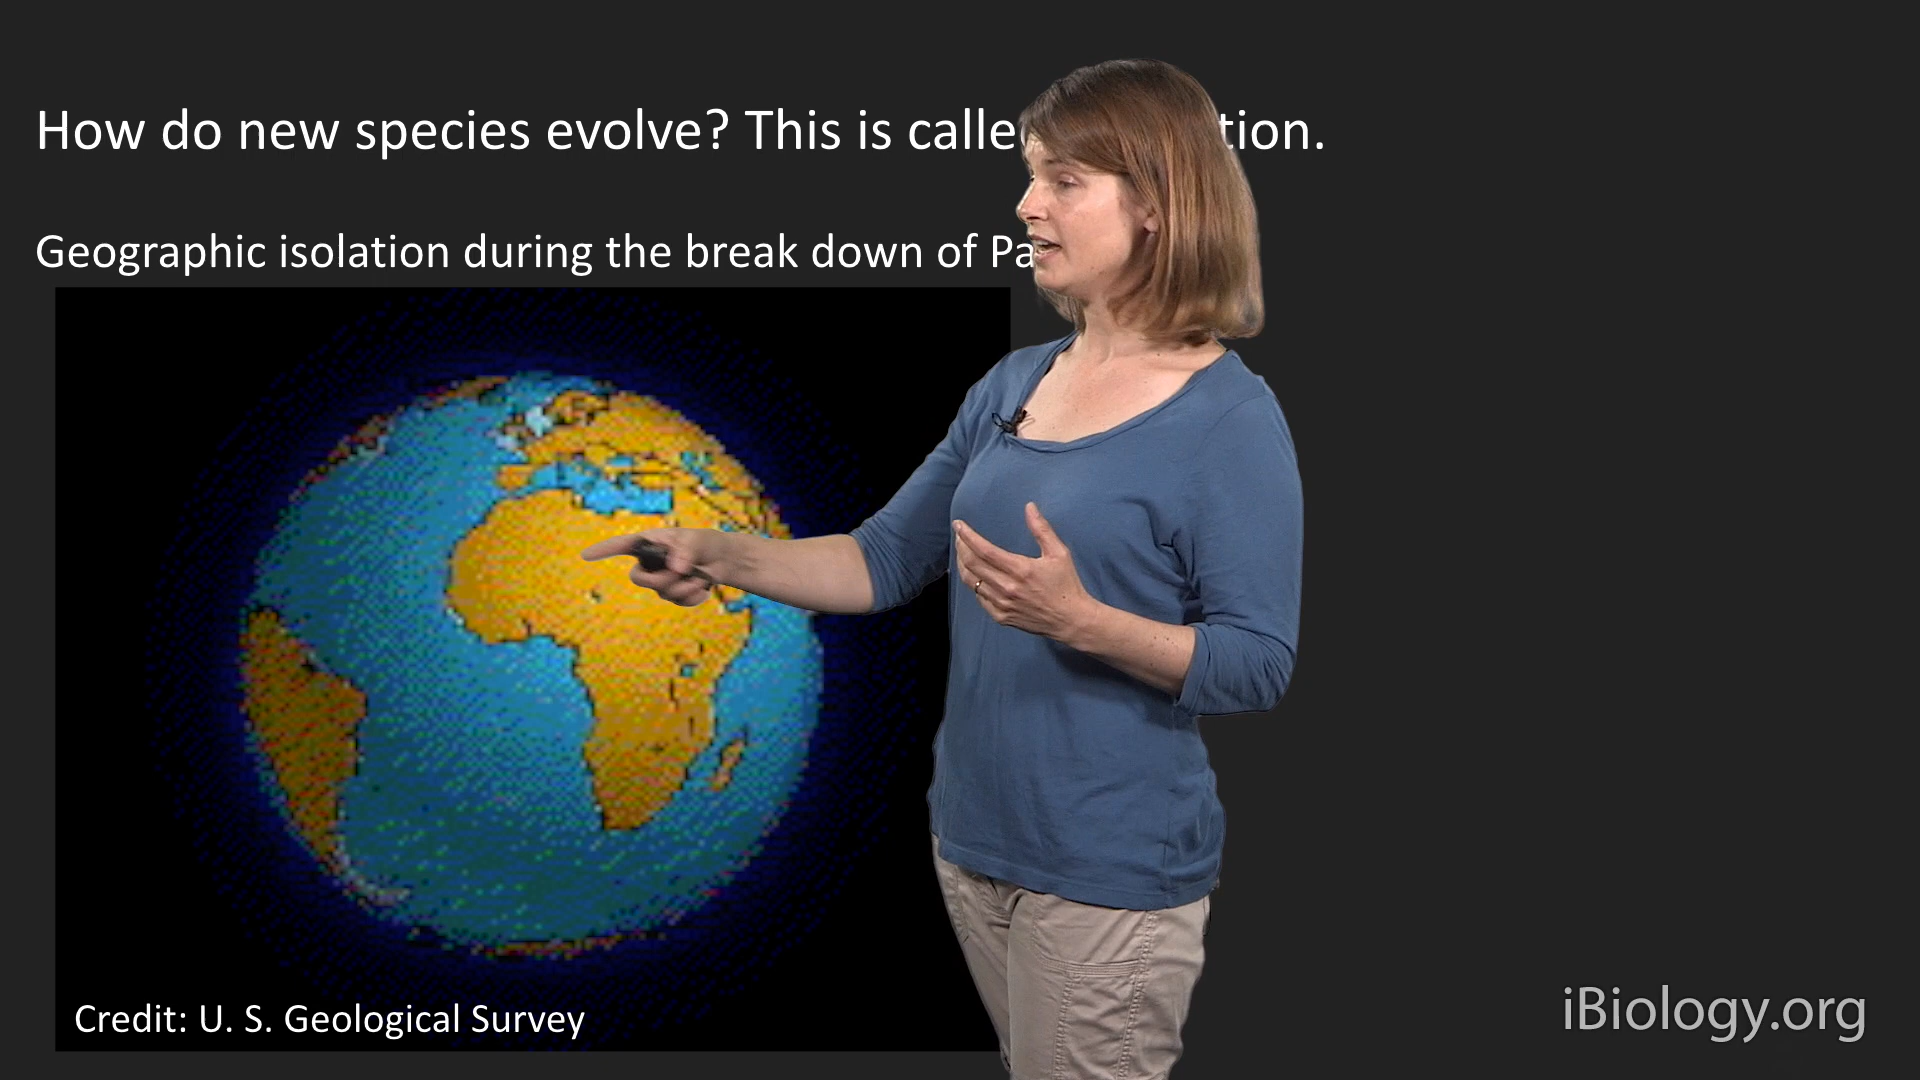 How do new species evolve? This is calle tion.
Geographic isolation during the break down of Pa
Credit: U. S. Geological Survey
iBiology.org